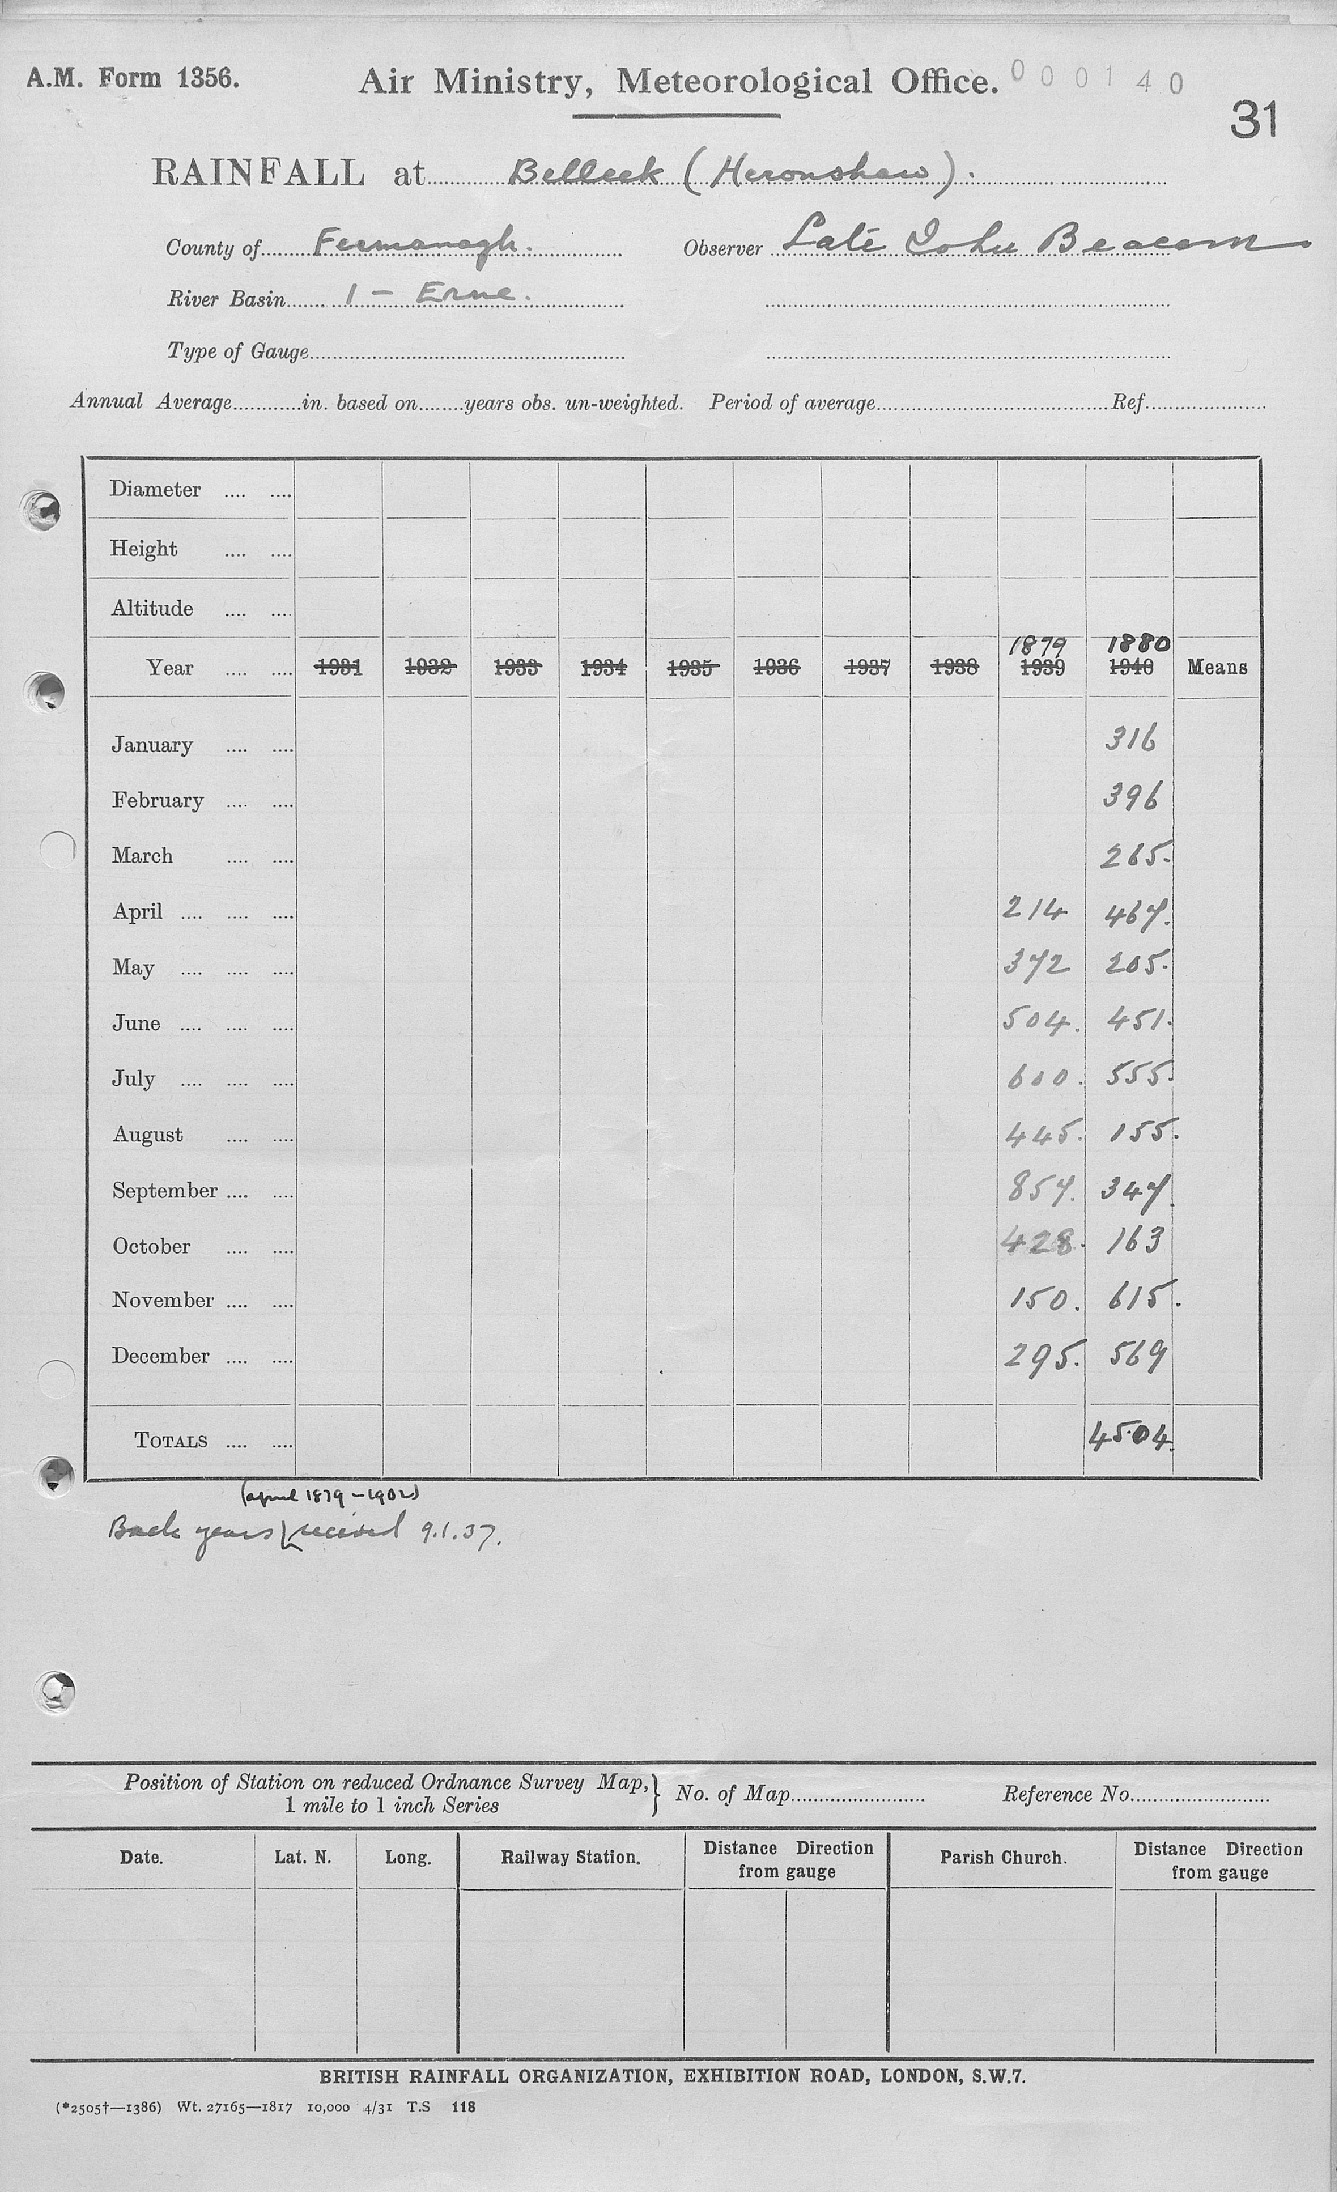 A.M. Form 1356.
Air Ministry, Meteorological Office.
000140
31
RAINFALL at Belleek (Heronshaw).
County of Fermanagh. Observer Late John Beacom
River Basin 1 - Erne.
Type of Gauge
Annual Average in. based on years obs. un-weighted. Period of average Ref.
Diameter
Height
Altitude
1879 1880
Year 1931 1932 1933 1934 1935 1936 1937 1938 1939 1940 Means
January 316
February 396
March 265.
April 214 467.
May 372 205.
June 504. 451.
July 600. 555.
August 445. 155.
September 857. 347.
October 428. 163
November 150. 615.
December 295. 569
TOTALS 45.04
(april 1879-1902)
Back years received 9.1.37.
Position of Station on reduced Ordnance Survey Map,} No. of Map Reference No.
1 mile to 1 inch Series
Date. Lat. N. Long. Railway Station. Distance Direction Parish Church. Distance Direction
from gauge from gauge
BRITISH RAINFALL ORGANIZATION, EXHIBITION ROAD, LONDON, S.W.7.
(*2505†—1386) Wt. 27165—1817 10,000 4/31 T.S 118